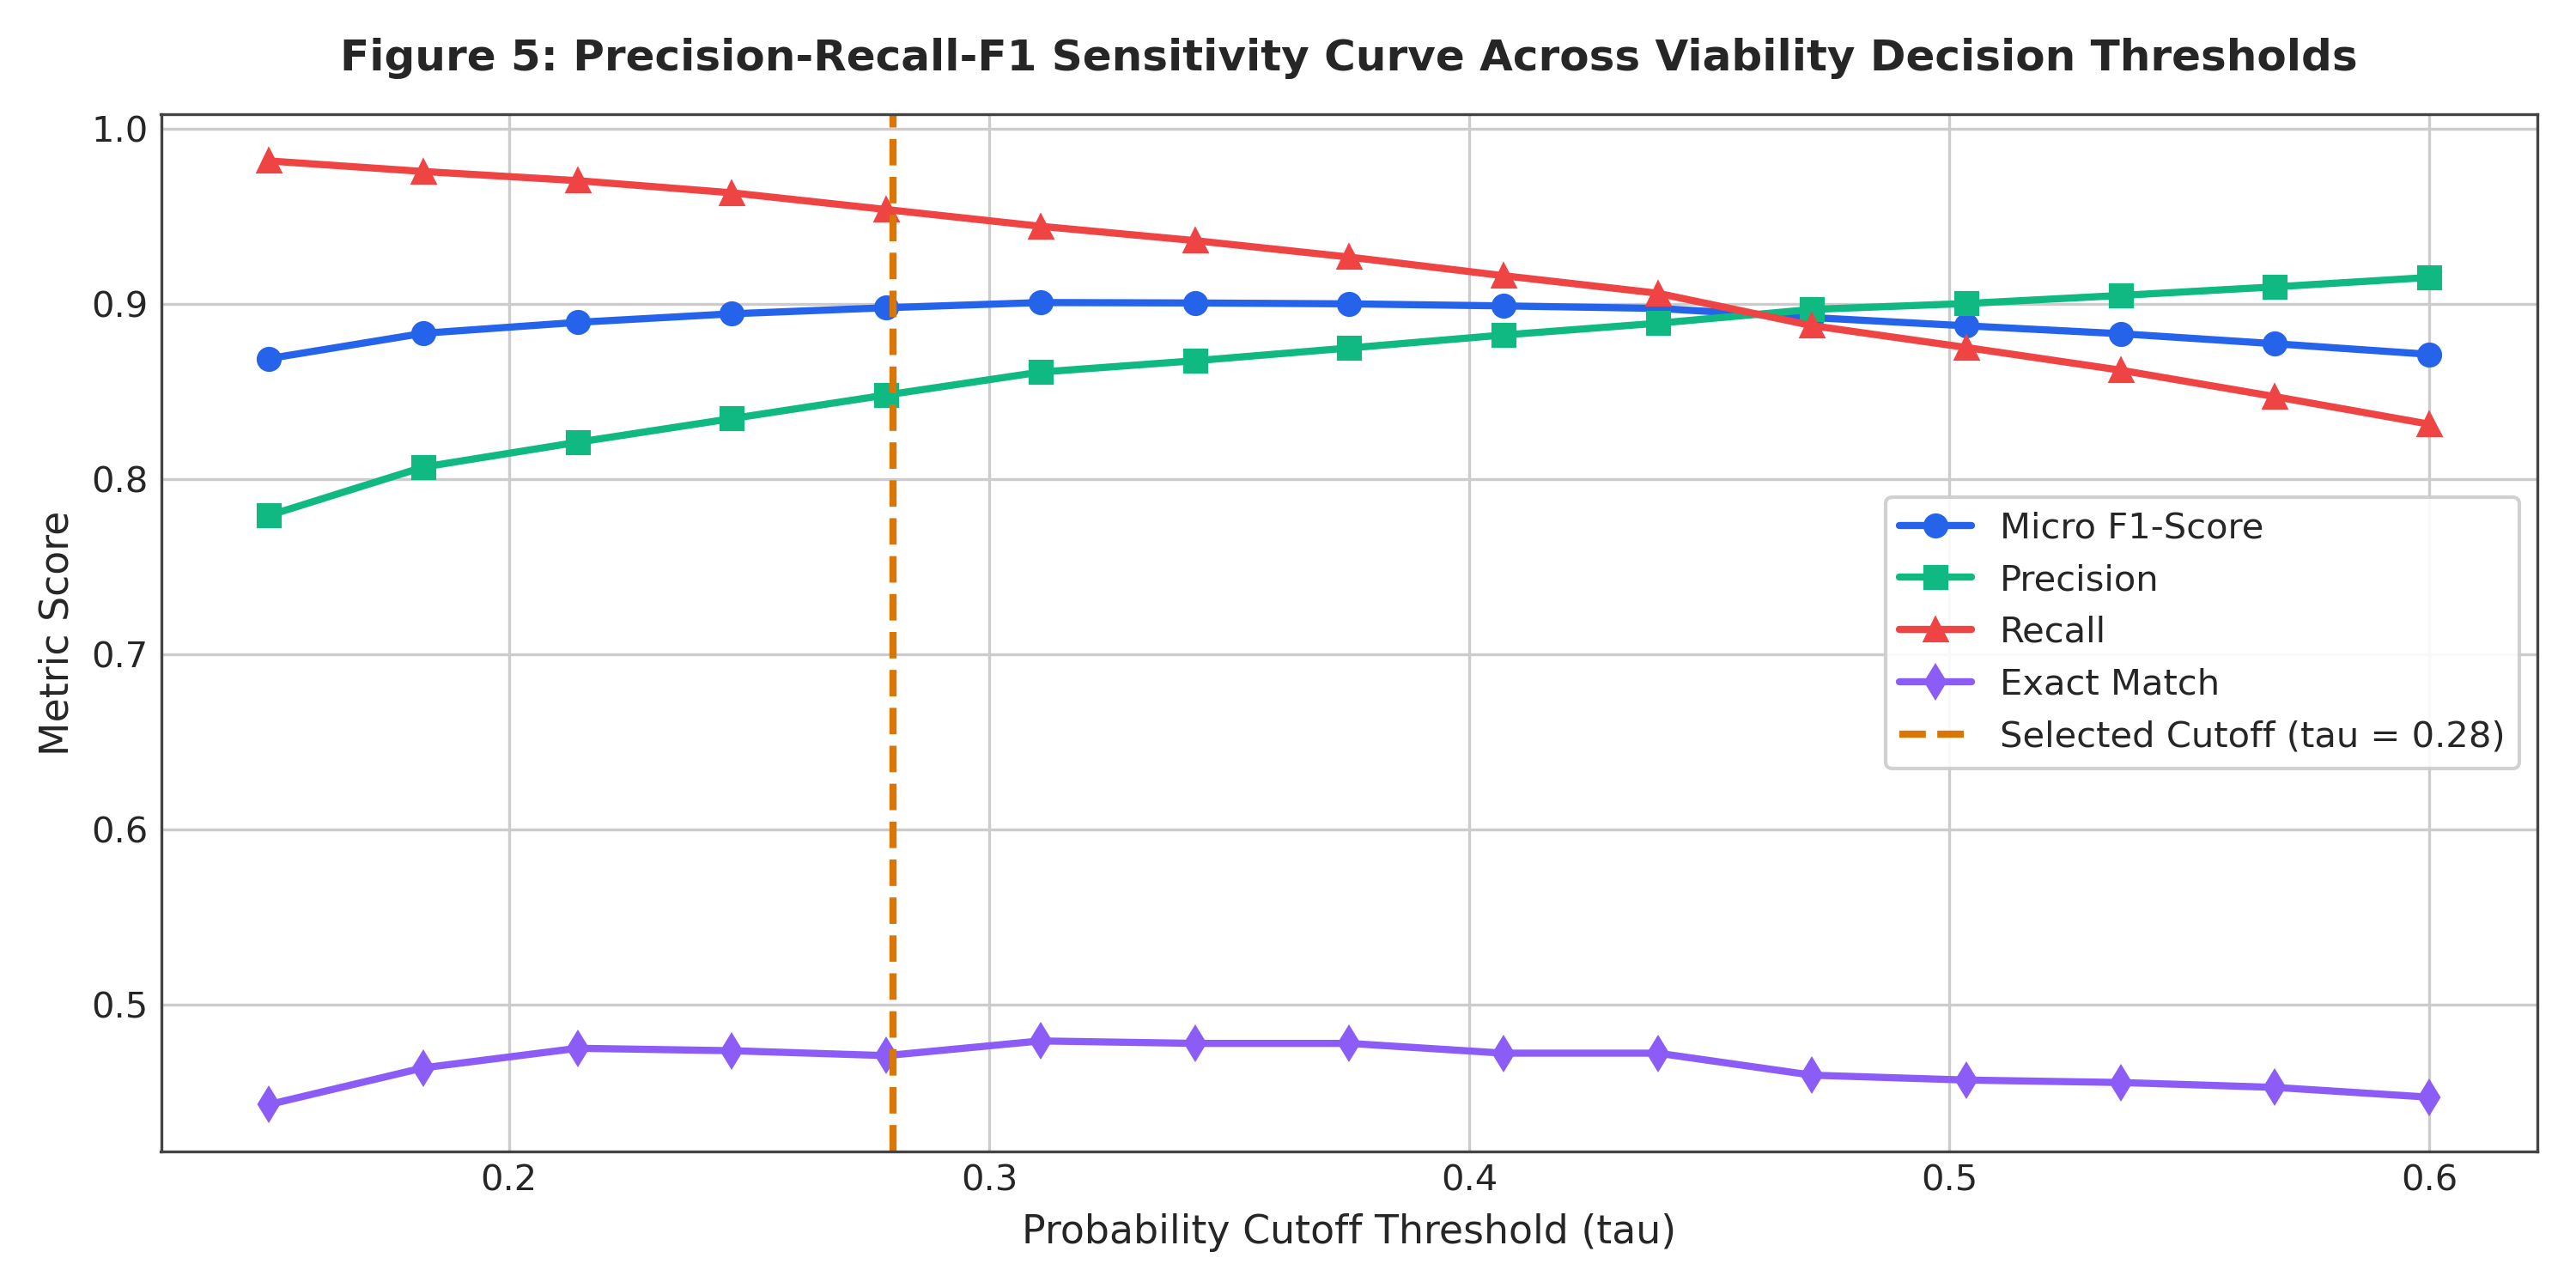 Figure 5: Precision-Recall-F1 Sensitivity Curve Across Viability Decision Thresholds
1.0
0.9
0.8
0.7
0.6
0.5
Metric Score
Micro F1-Score
Precision
Recall
Exact Match
Selected Cutoff (tau = 0.28)
0.2 0.3 0.4 0.5 0.6
Probability Cutoff Threshold (tau)